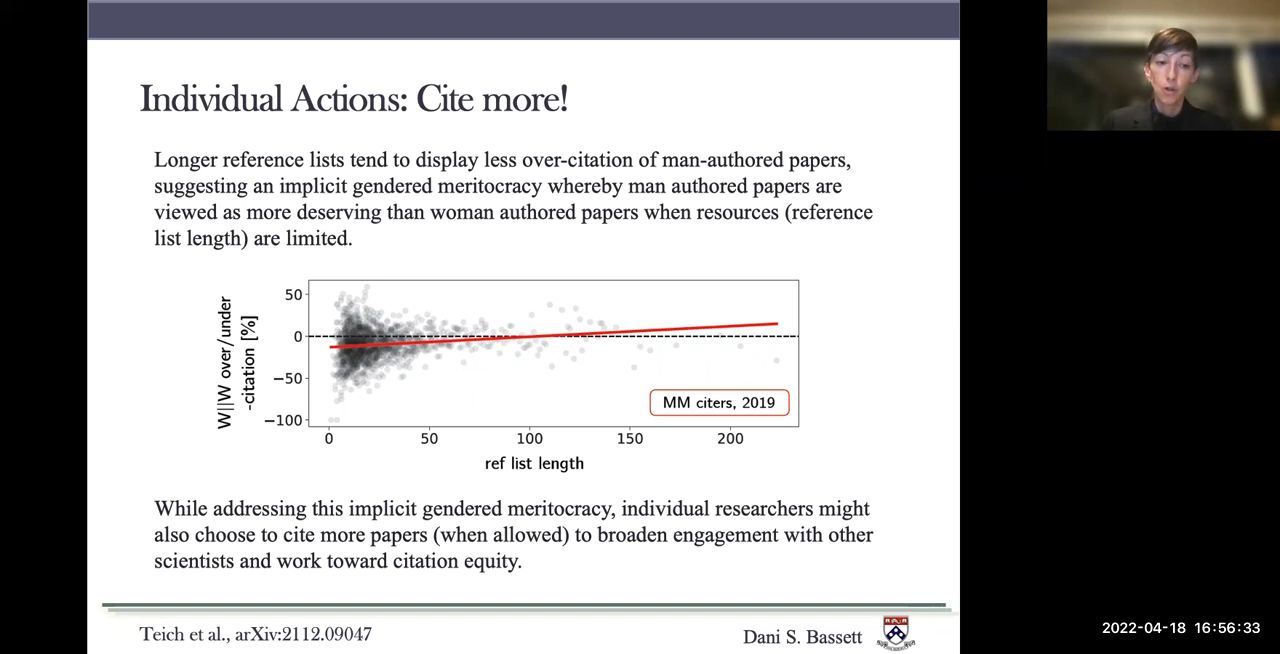 Individual Actions: Cite more!
Longer reference lists tend to display less over-citation of man-authored papers,
suggesting an implicit gendered meritocracy whereby man authored papers are
viewed as more deserving than woman authored papers when resources (reference
list length) are limited.
W||W over/under
-citation [%]
50
0
−50
−100
MM citers, 2019
0 50 100 150 200
ref list length
While addressing this implicit gendered meritocracy, individual researchers might
also choose to cite more papers (when allowed) to broaden engagement with other
scientists and work toward citation equity.
Teich et al., arXiv:2112.09047
Dani S. Bassett
2022-04-18 16:56:33